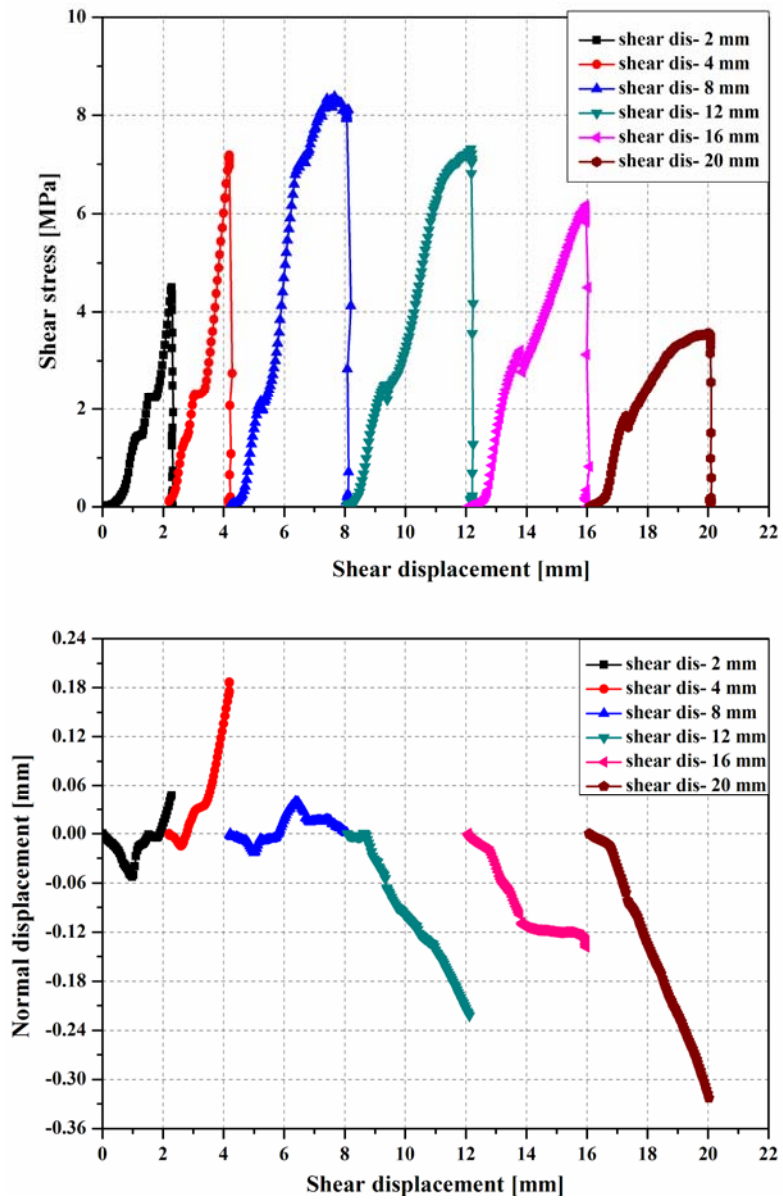 10
8
6
4
2
0
Shear stress [MPa]
shear dis- 2 mm
shear dis- 4 mm
shear dis- 8 mm
shear dis- 12 mm
shear dis- 16 mm
shear dis- 20 mm
0 2 4 6 8 10 12 14 16 18 20 22
Shear displacement [mm]
0.24
0.18
0.12
0.06
0.00
-0.06
-0.12
-0.18
-0.24
-0.30
-0.36
Normal displacement [mm]
shear dis- 2 mm
shear dis- 4 mm
shear dis- 8 mm
shear dis- 12 mm
shear dis- 16 mm
shear dis- 20 mm
0 2 4 6 8 10 12 14 16 18 20 22
Shear displacement [mm]